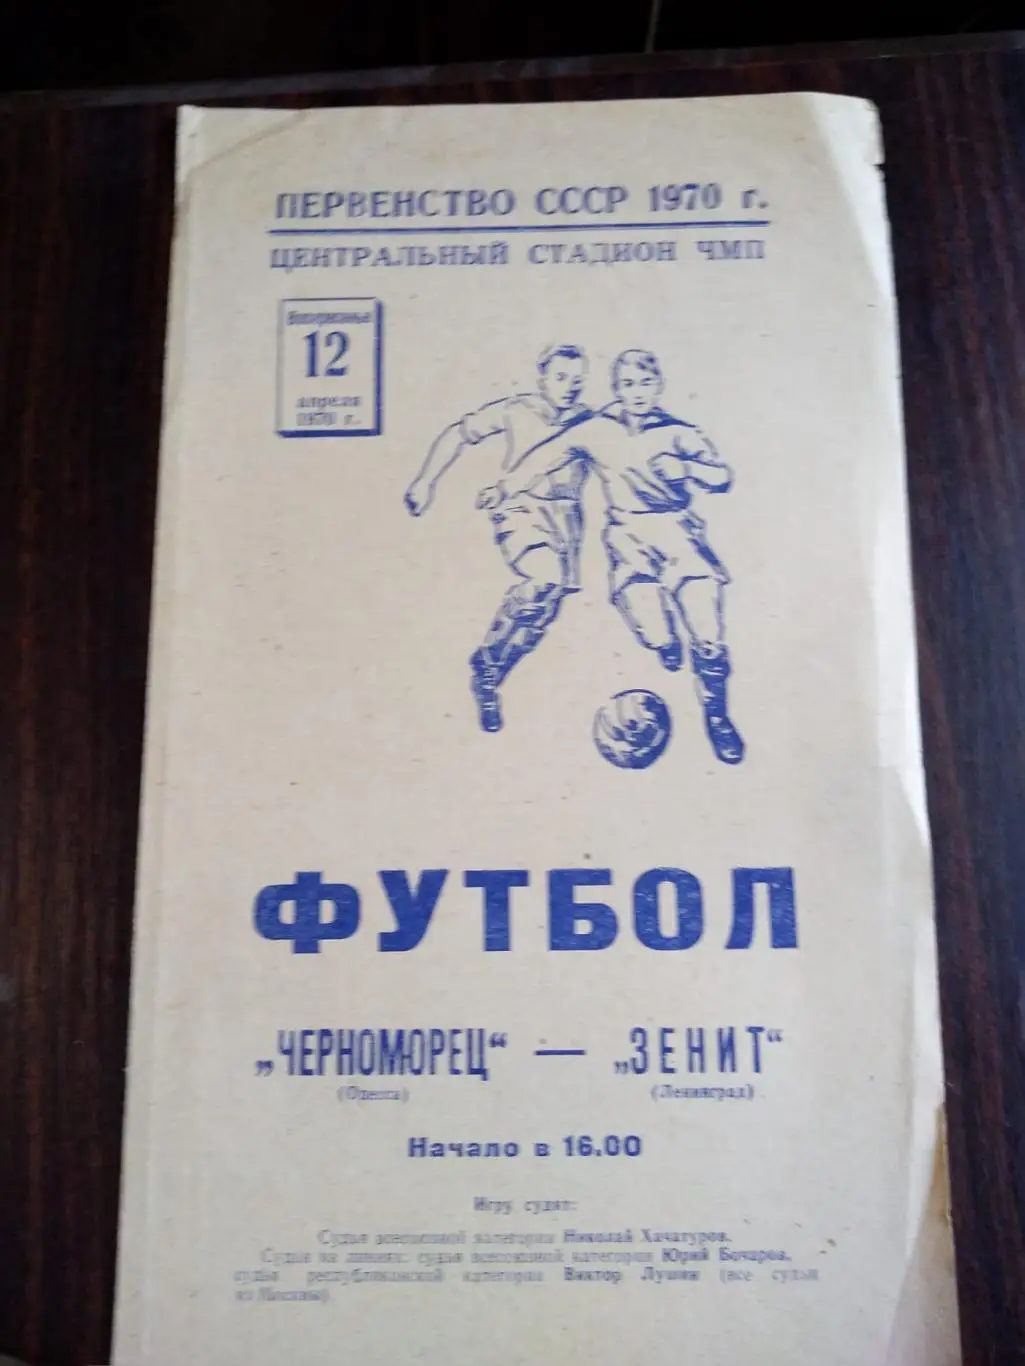 ПЕРВЕНСТВО СССР 1970 г.
ЦЕНТРАЛЬНЫЙ СТАДИОН ЧМП
Воскресенье
12
апреля
1970 г.
ФУТБОЛ
„ЧЕРНОМОРЕЦ“ — „ЗЕНИТ“
(Одесса) (Ленинград)
Начало в 16.00
Игру судят:
Судья всесоюзной категории Николай Хачатуров.
Судьи на линиях: судья всесоюзной категории Юрий Бочаров,
судья республиканской категории Виктор Лушин (все судьи
из Москвы).